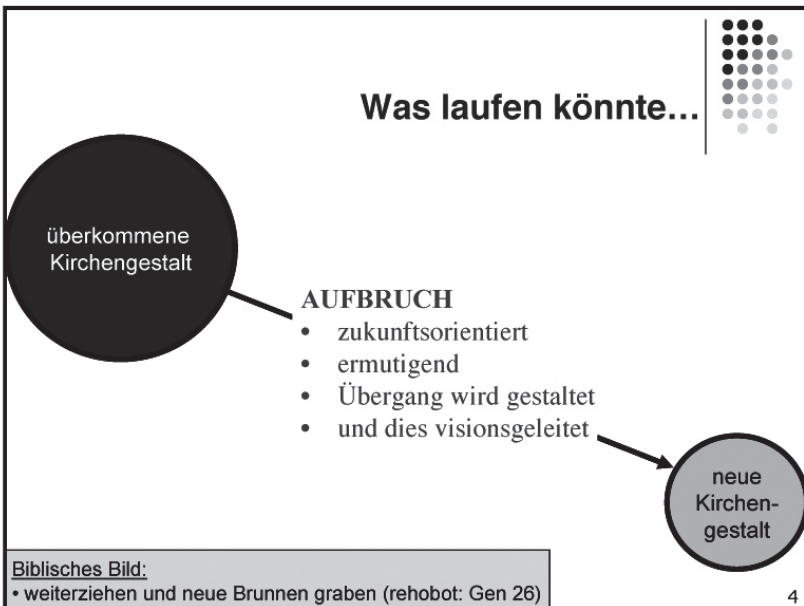 Was laufen könnte...
überkommene
Kirchengestalt
AUFBRUCH
• zukunftsorientiert
• ermutigend
• Übergang wird gestaltet
• und dies visionsgeleitet
neue
Kirchen-
gestalt
Biblisches Bild:
• weiterziehen und neue Brunnen graben (rehobot: Gen 26)
4